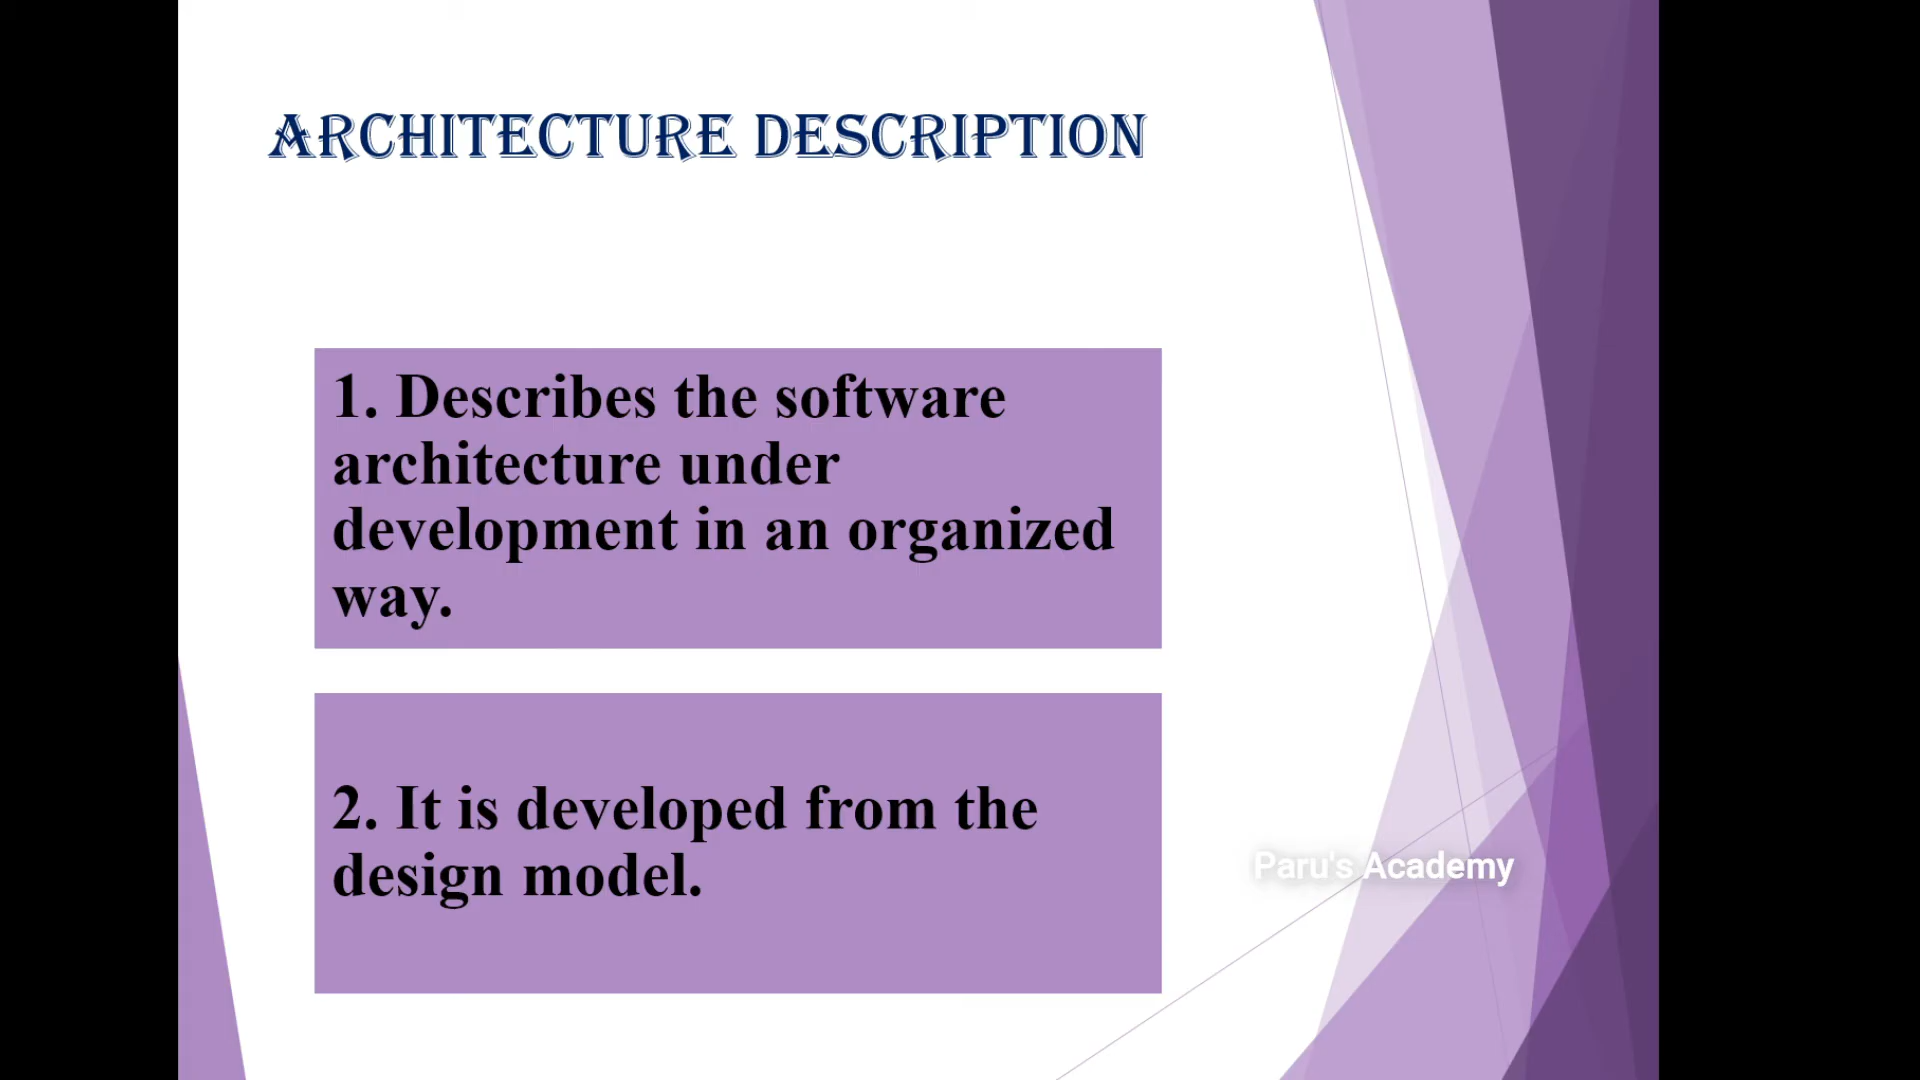 ARCHITECTURE DESCRIPTION
1. Describes the software
architecture under
development in an organized
way.
2. It is developed from the
design model.
Paru's Academy